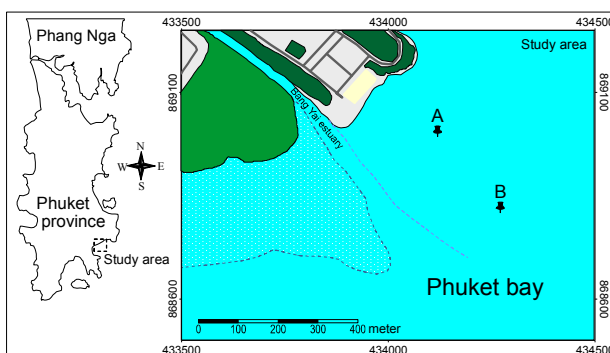 433500
434000
434500
Phang Nga
Study area
869100
869100
Bang Yai estuary
A
N
W
E
S
B
Phuket
province
Study area
Phuket bay
868600
868600
0
100
200
300
400
meter
433500
434000
434500